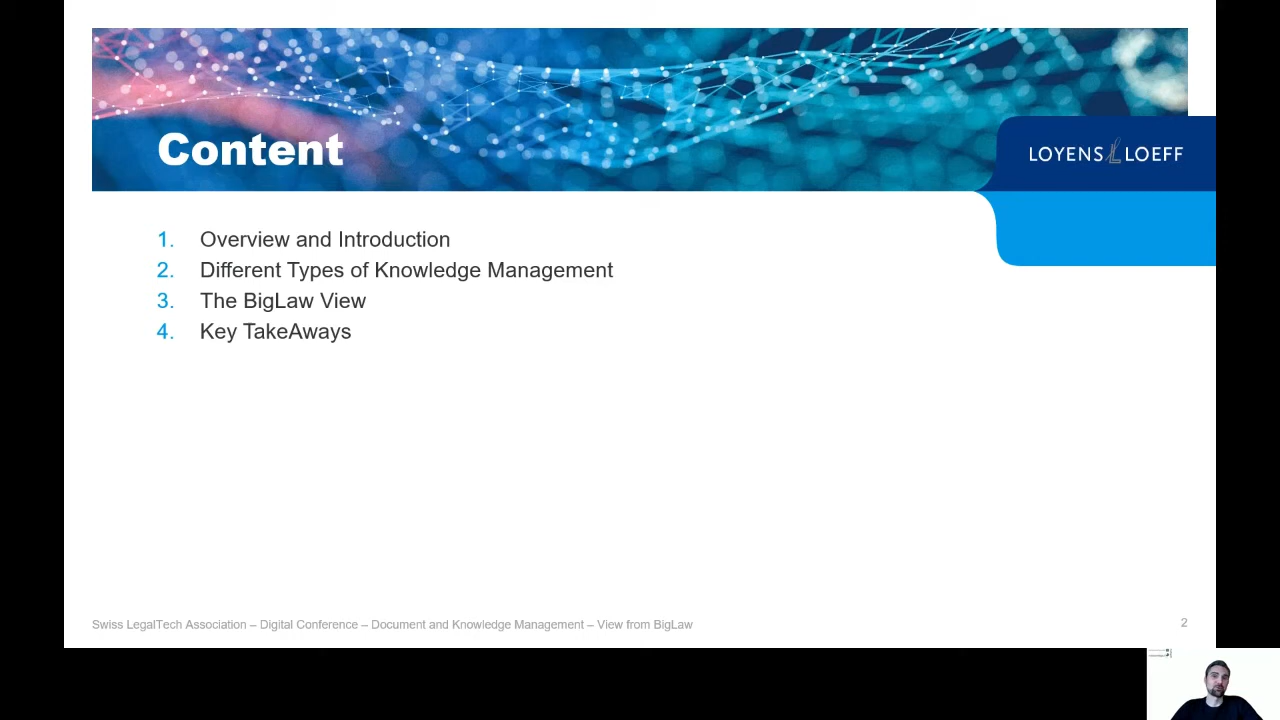 Content
LOYENS LOEFF
1. Overview and Introduction
2. Different Types of Knowledge Management
3. The BigLaw View
4. Key TakeAways
Swiss LegalTech Association – Digital Conference – Document and Knowledge Management – View from BigLaw
2